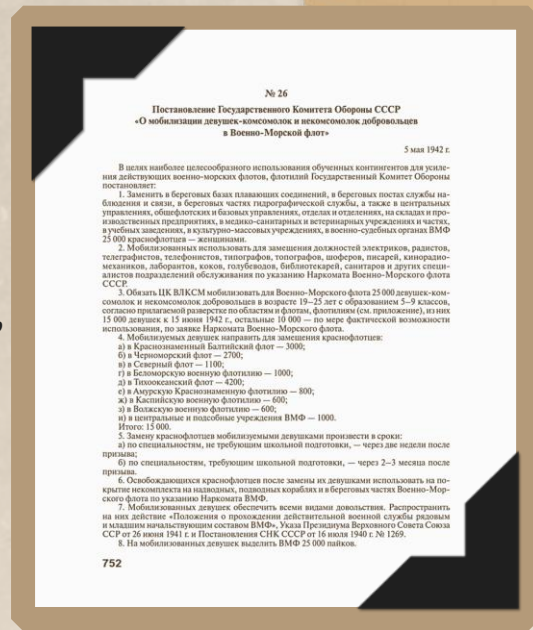 № 26
Постановление Государственного Комитета Обороны СССР
«О мобилизации девушек-комсомолок и некомсомолок добровольцев
в Военно-Морской флот»
5 мая 1942 г.
В целях наиболее целесообразного использования обученных контингентов для усиле-
ния действующих военно-морских флотов, флотилий Государственный Комитет Обороны
постановляет:
1. Заменить в береговых базах плавающих соединений, в береговых постах службы на-
блюдения и связи, в береговых частях гидрографической службы, а также в центральных
управлениях, общефлотских и базовых управлениях, отделах и отделениях, на складах и про-
изводственных предприятиях, в медико-санитарных и ветеринарных учреждениях и частях,
в учебных заведениях, в культурно-массовых учреждениях, в военно-судебных органах ВМФ
25 000 краснофлотцев — женщинами.
2. Мобилизованных использовать для замещения должностей электриков, радистов,
телеграфистов, телефонистов, типографов, топографов, шоферов, писарей, кинорадио-
механиков, лаборантов, коков, голубеводов, библиотекарей, санитаров и других специ-
алистов подразделений обслуживания по указанию Наркомата Военно-Морского флота
СССР.
3. Обязать ЦК ВЛКСМ мобилизовать для Военно-Морского флота 25 000 девушек-ком-
сомолок и некомсомолок добровольцев в возрасте 19–25 лет с образованием 5–9 классов,
согласно прилагаемой разверстке по областям и флотам, флотилиям (см. приложение), из них
15 000 девушек к 15 июня 1942 г., остальные 10 000 — по мере фактической возможности
использования, по заявке Наркомата Военно-Морского флота.
4. Мобилизуемых девушек направить для замещения краснофлотцев:
а) в Краснознаменный Балтийский флот — 3000;
б) в Черноморский флот — 2700;
в) в Северный флот — 1100;
г) в Беломорскую военную флотилию — 1000;
д) в Тихоокеанский флот — 4200;
е) в Амурскую Краснознаменную флотилию — 800;
ж) в Каспийскую военную флотилию — 600;
з) в Волжскую военную флотилию — 600;
и) в центральные и подсобные учреждения ВМФ — 1000.
Итого: 15 000.
5. Замену краснофлотцев мобилизуемыми девушками произвести в сроки:
а) по специальностям, не требующим школьной подготовки, — через две недели после
призыва;
б) по специальностям, требующим школьной подготовки, — через 2–3 месяца после
призыва.
6. Освобождающихся краснофлотцев после замены их девушками использовать на по-
крытие некомплекта на надводных, подводных кораблях и в береговых частях Военно-Мор-
ского флота по указанию Наркомата ВМФ.
7. Мобилизованных девушек обеспечить всеми видами довольствия. Распространить
на них действие «Положения о прохождении действительной военной службы рядовым
и младшим начальствующим составом ВМФ», Указа Президиума Верховного Совета Союза
ССР от 26 июня 1940 г. и Постановления СНК СССР от 16 июля 1940 г. № 1269.
8. На мобилизованных девушек выделить ВМФ 25 000 пайков.
752